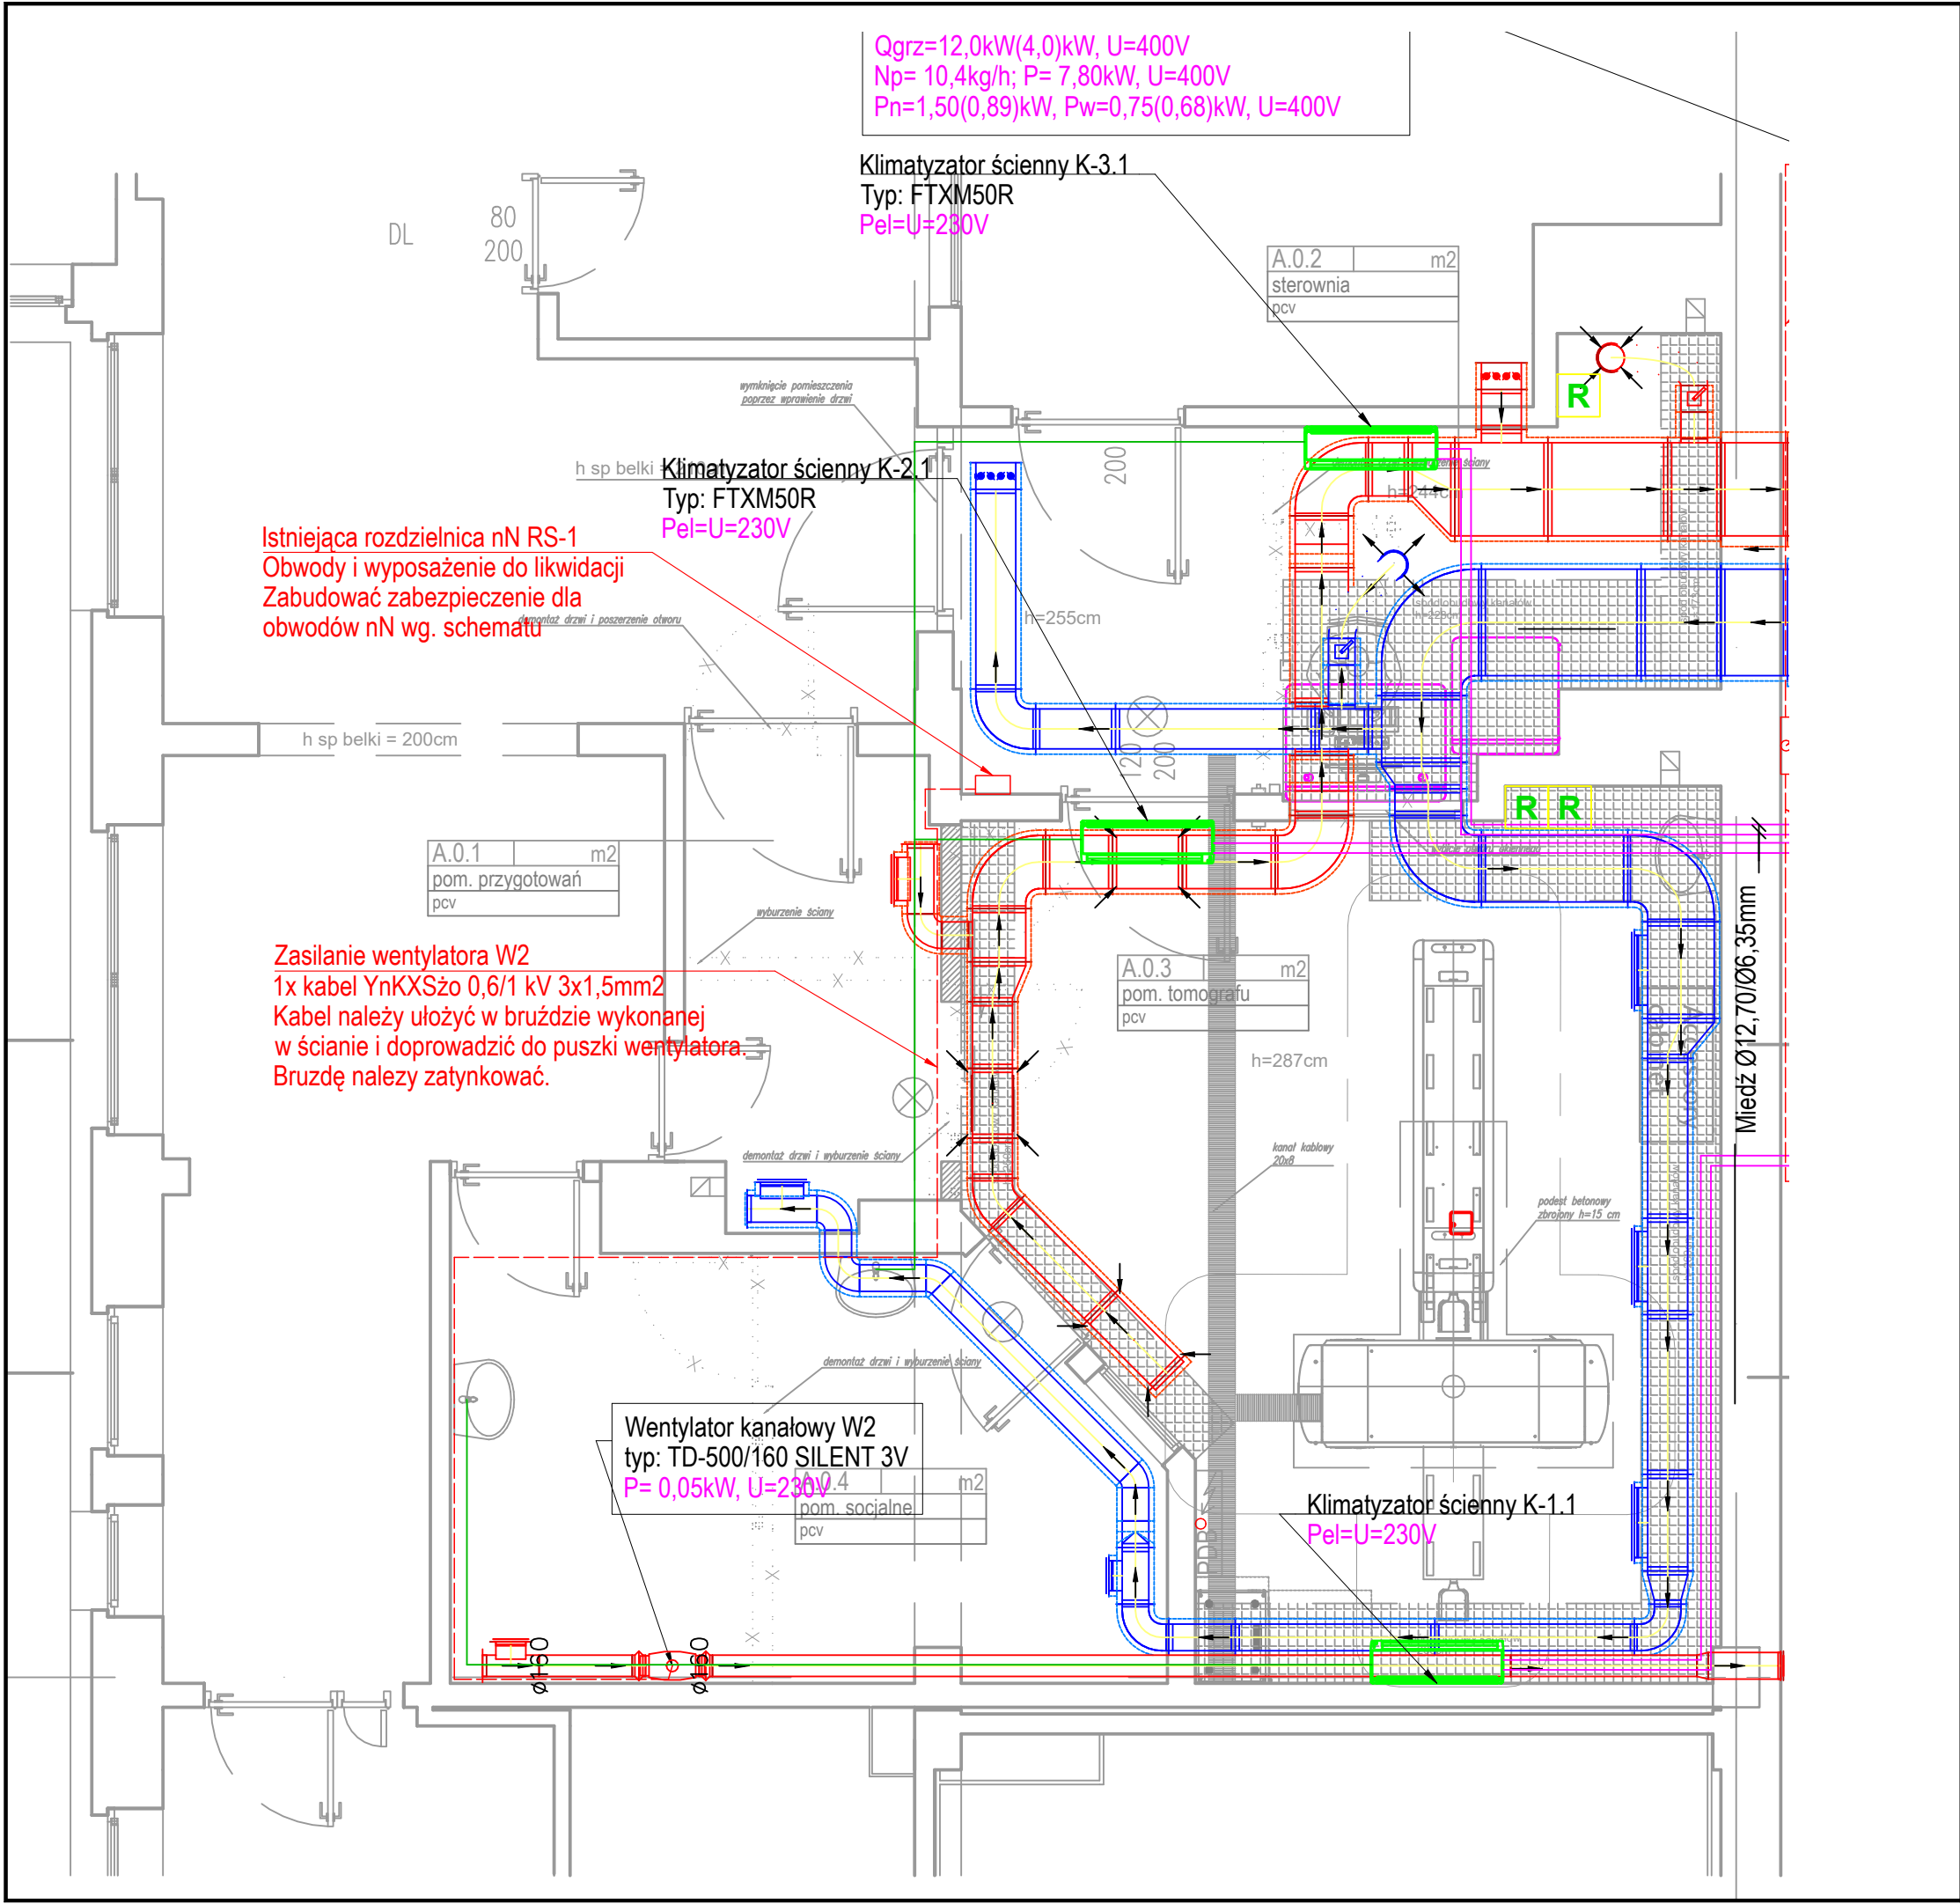 Qgrz=12,0kW(4,0)kW, U=400V
Np= 10,4kg/h; P= 7,80kW, U=400V
Pn=1,50(0,89)kW, Pw=0,75(0,68)kW, U=400V
Klimatyzator ścienny K-3.1
Typ: FTXM50R
Pel=U=230V
DL
80
200
A.0.2 m2
sterownia
pcv
wymknięcie pomieszczenia
poprzez wprawienie drzwi
R
h sp belki =
Klimatyzator ścienny K-2.1
Typ: FTXM50R
Pel=U=230V
200
h=244cm
Istniejąca rozdzielnica nN RS-1
Obwody i wyposażenie do likwidacji
Zabudować zabezpieczenie dla
obwodów nN wg. schematu
demontaż drzwi i poszerzenie otworu
h=255cm
h sp belki = 200cm
120
200
R R
A.0.1 m2
pom. przygotowań
pcv
wyburzenie ściany
Zasilanie wentylatora W2
1x kabel YnKXSżo 0,6/1 kV 3x1,5mm2
Kabel należy ułożyć w bruździe wykonanej
w ścianie i doprowadzić do puszki wentylatora.
Bruzdę nalezy zatynkować.
A.0.3 m2
pom. tomografu
pcv
h=287cm
Miedź Ø12,70/Ø6,35mm
demontaż drzwi i wyburzenie ściany
kanał kablowy
20x8
podest betonowy
zbrojony h=15 cm
demontaż drzwi i wyburzenie ściany
Wentylator kanałowy W2
typ: TD-500/160 SILENT 3V
P= 0,05kW, U=230V
A.0.4 m2
pom. socjalne
pcv
Klimatyzator ścienny K-1.1
Pel=U=230V
ø160
ø160